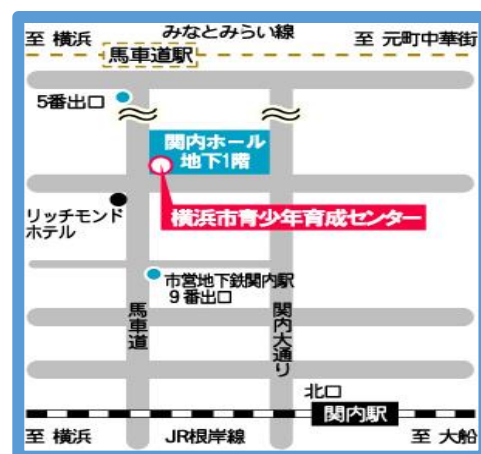 至 横浜
みなとみらい線
至 元町中華街
馬車道駅
5番出口
関内ホール
地下1階
リッチモンド
ホテル
横浜市青少年育成センター
市営地下鉄関内駅
9番出口
馬車道
関内大通り
北口
関内駅
至 横浜
JR根岸線
至 大船